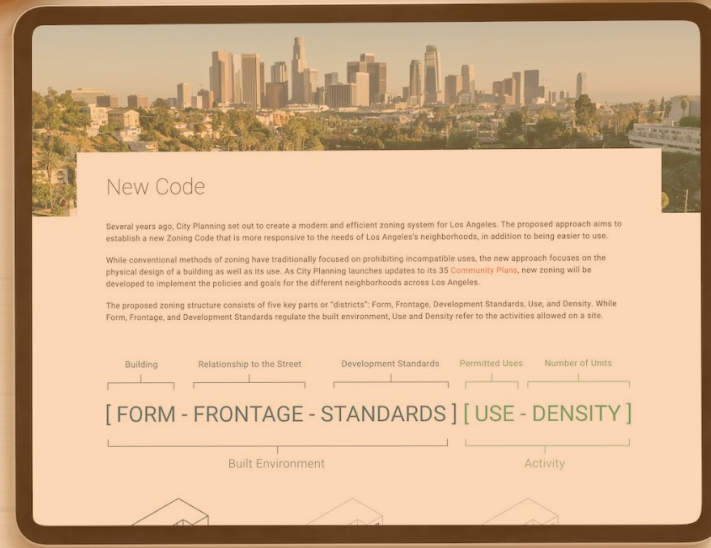 New Code
Several years ago, City Planning set out to create a modern and efficient zoning system for Los Angeles. The proposed approach aims to
establish a new Zoning Code that is more responsive to the needs of Los Angeles's neighborhoods, in addition to being easier to use.
While conventional methods of zoning have traditionally focused on prohibiting incompatible uses, the new approach focuses on the
physical design of a building as well as its use. As City Planning launches updates to its 35 Community Plans, new zoning will be
developed to implement the policies and goals for the different neighborhoods across Los Angeles.
The proposed zoning structure consists of five key parts or "districts": Form, Frontage, Development Standards, Use, and Density. While
Form, Frontage, and Development Standards regulate the built environment, Use and Density refer to the activities allowed on a site.
Building Relationship to the Street Development Standards Permitted Uses Number of Units
[ FORM - FRONTAGE - STANDARDS ] [ USE - DENSITY ]
Built Environment Activity